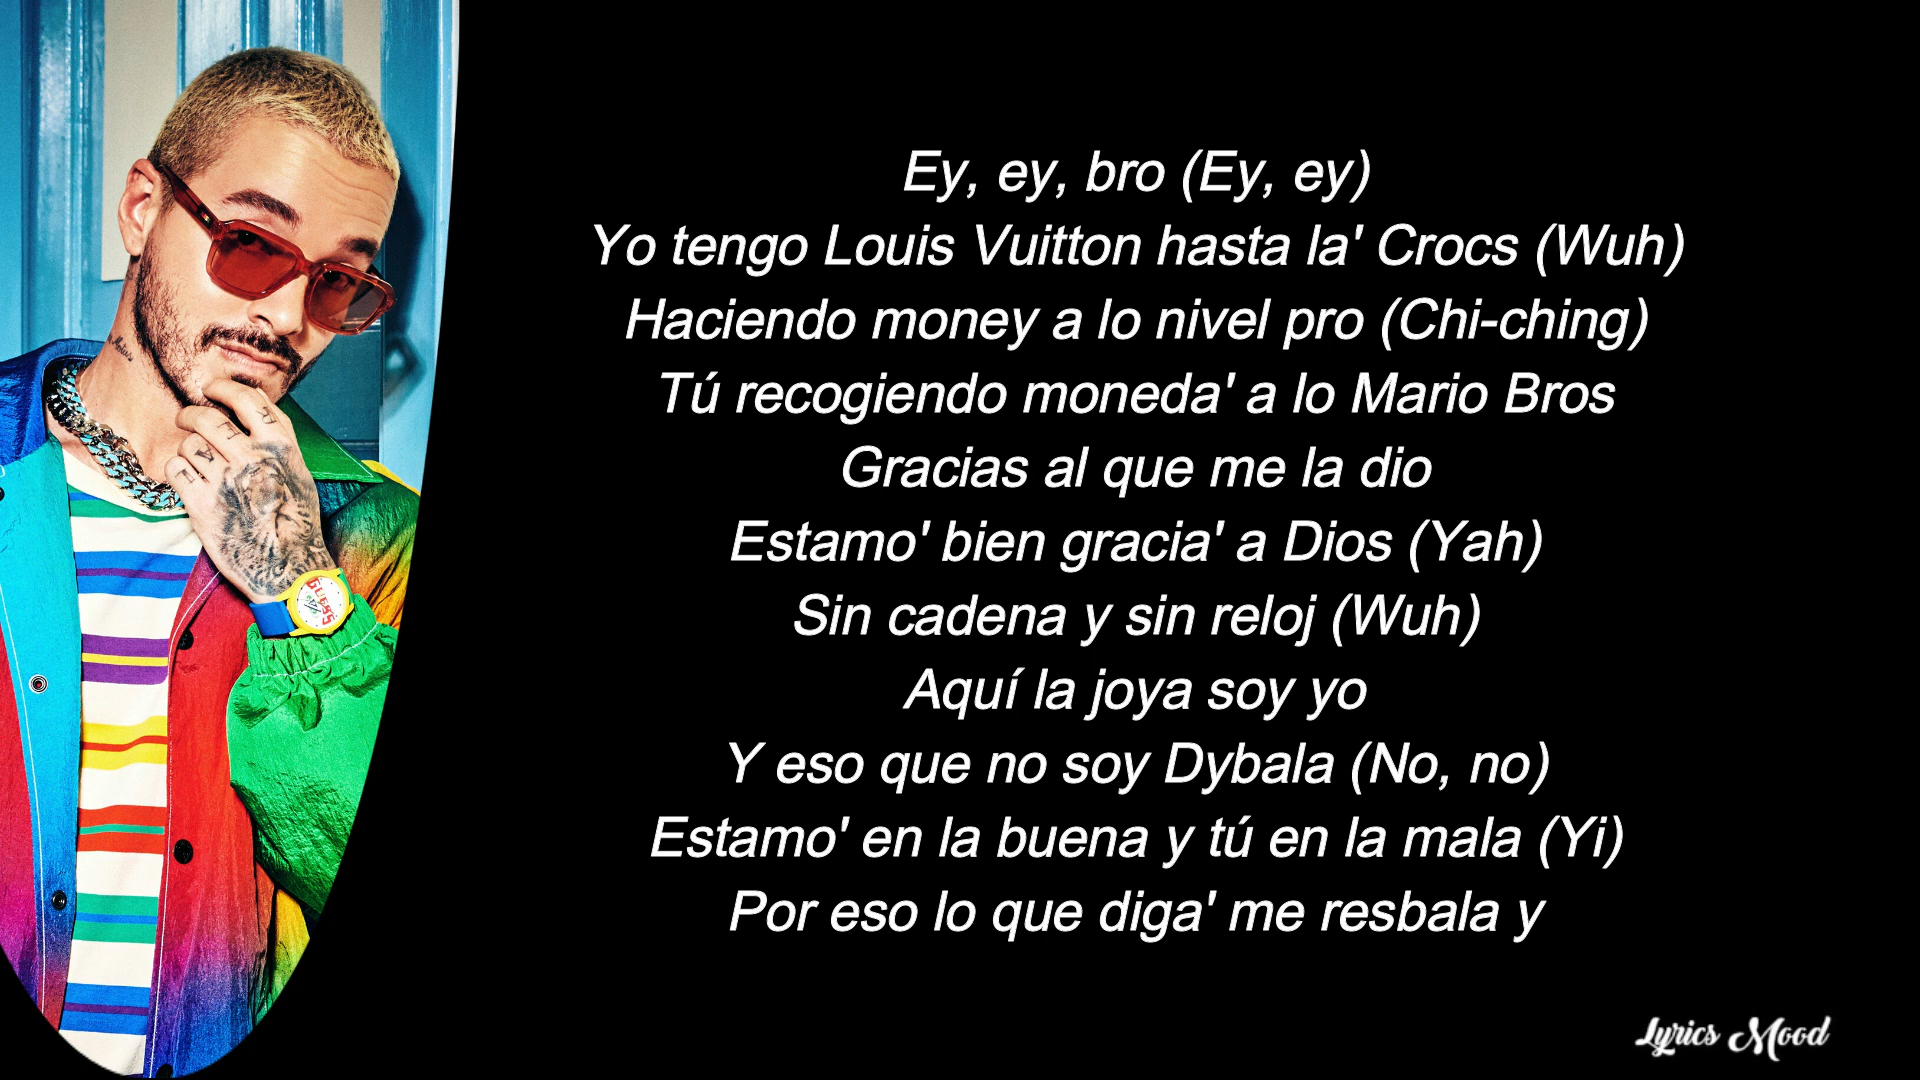 Ey, ey, bro (Ey, ey)
Yo tengo Louis Vuitton hasta la' Crocs (Wuh)
Haciendo money a lo nivel pro (Chi-ching)
Tú recogiendo moneda' a lo Mario Bros
Gracias al que me la dio
Estamo' bien gracia' a Dios (Yah)
Sin cadena y sin reloj (Wuh)
Aquí la joya soy yo
Y eso que no soy Dybala (No, no)
Estamo' en la buena y tú en la mala (Yi)
Por eso lo que diga' me resbala y
GUESS
Lyrics Mood